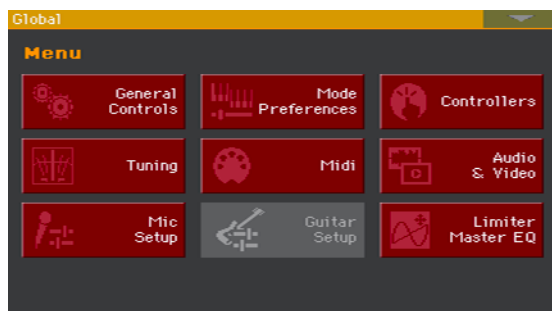 Global
Menu
General
Controls
Mode
Preferences
Controllers
Tuning
Midi
Audio
& Video
Mic
Setup
Guitar
Setup
Limiter
Master EQ